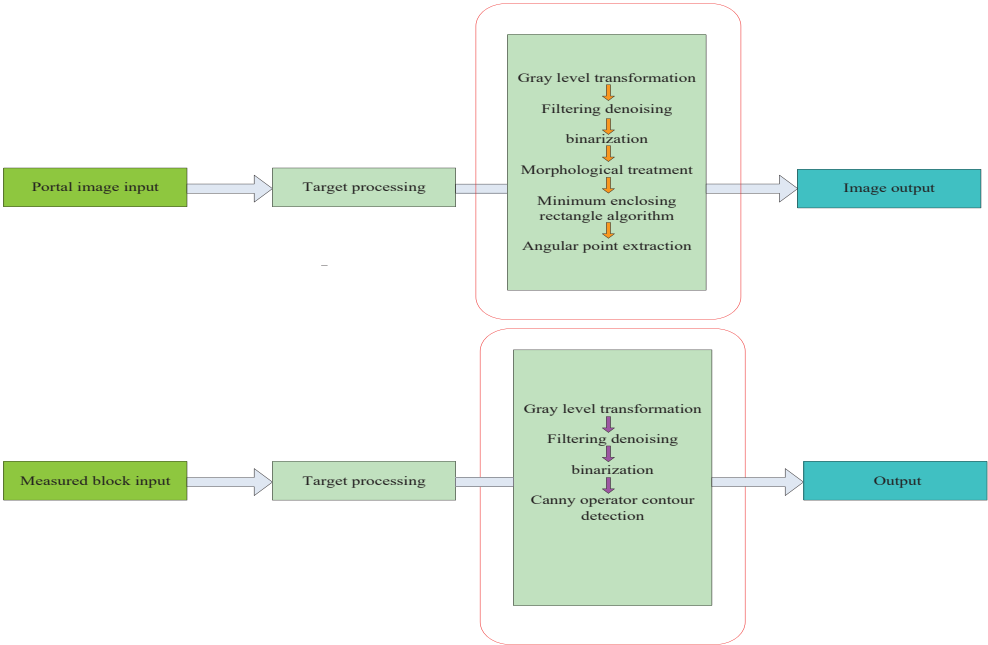 Portal image input
Target processing
Gray level transformation
Filtering denoising
binarization
Morphological treatment
Minimum enclosing
rectangle algorithm
Angular point extraction
Image output
Measured block input
Target processing
Gray level transformation
Filtering denoising
binarization
Canny operator contour
detection
Output